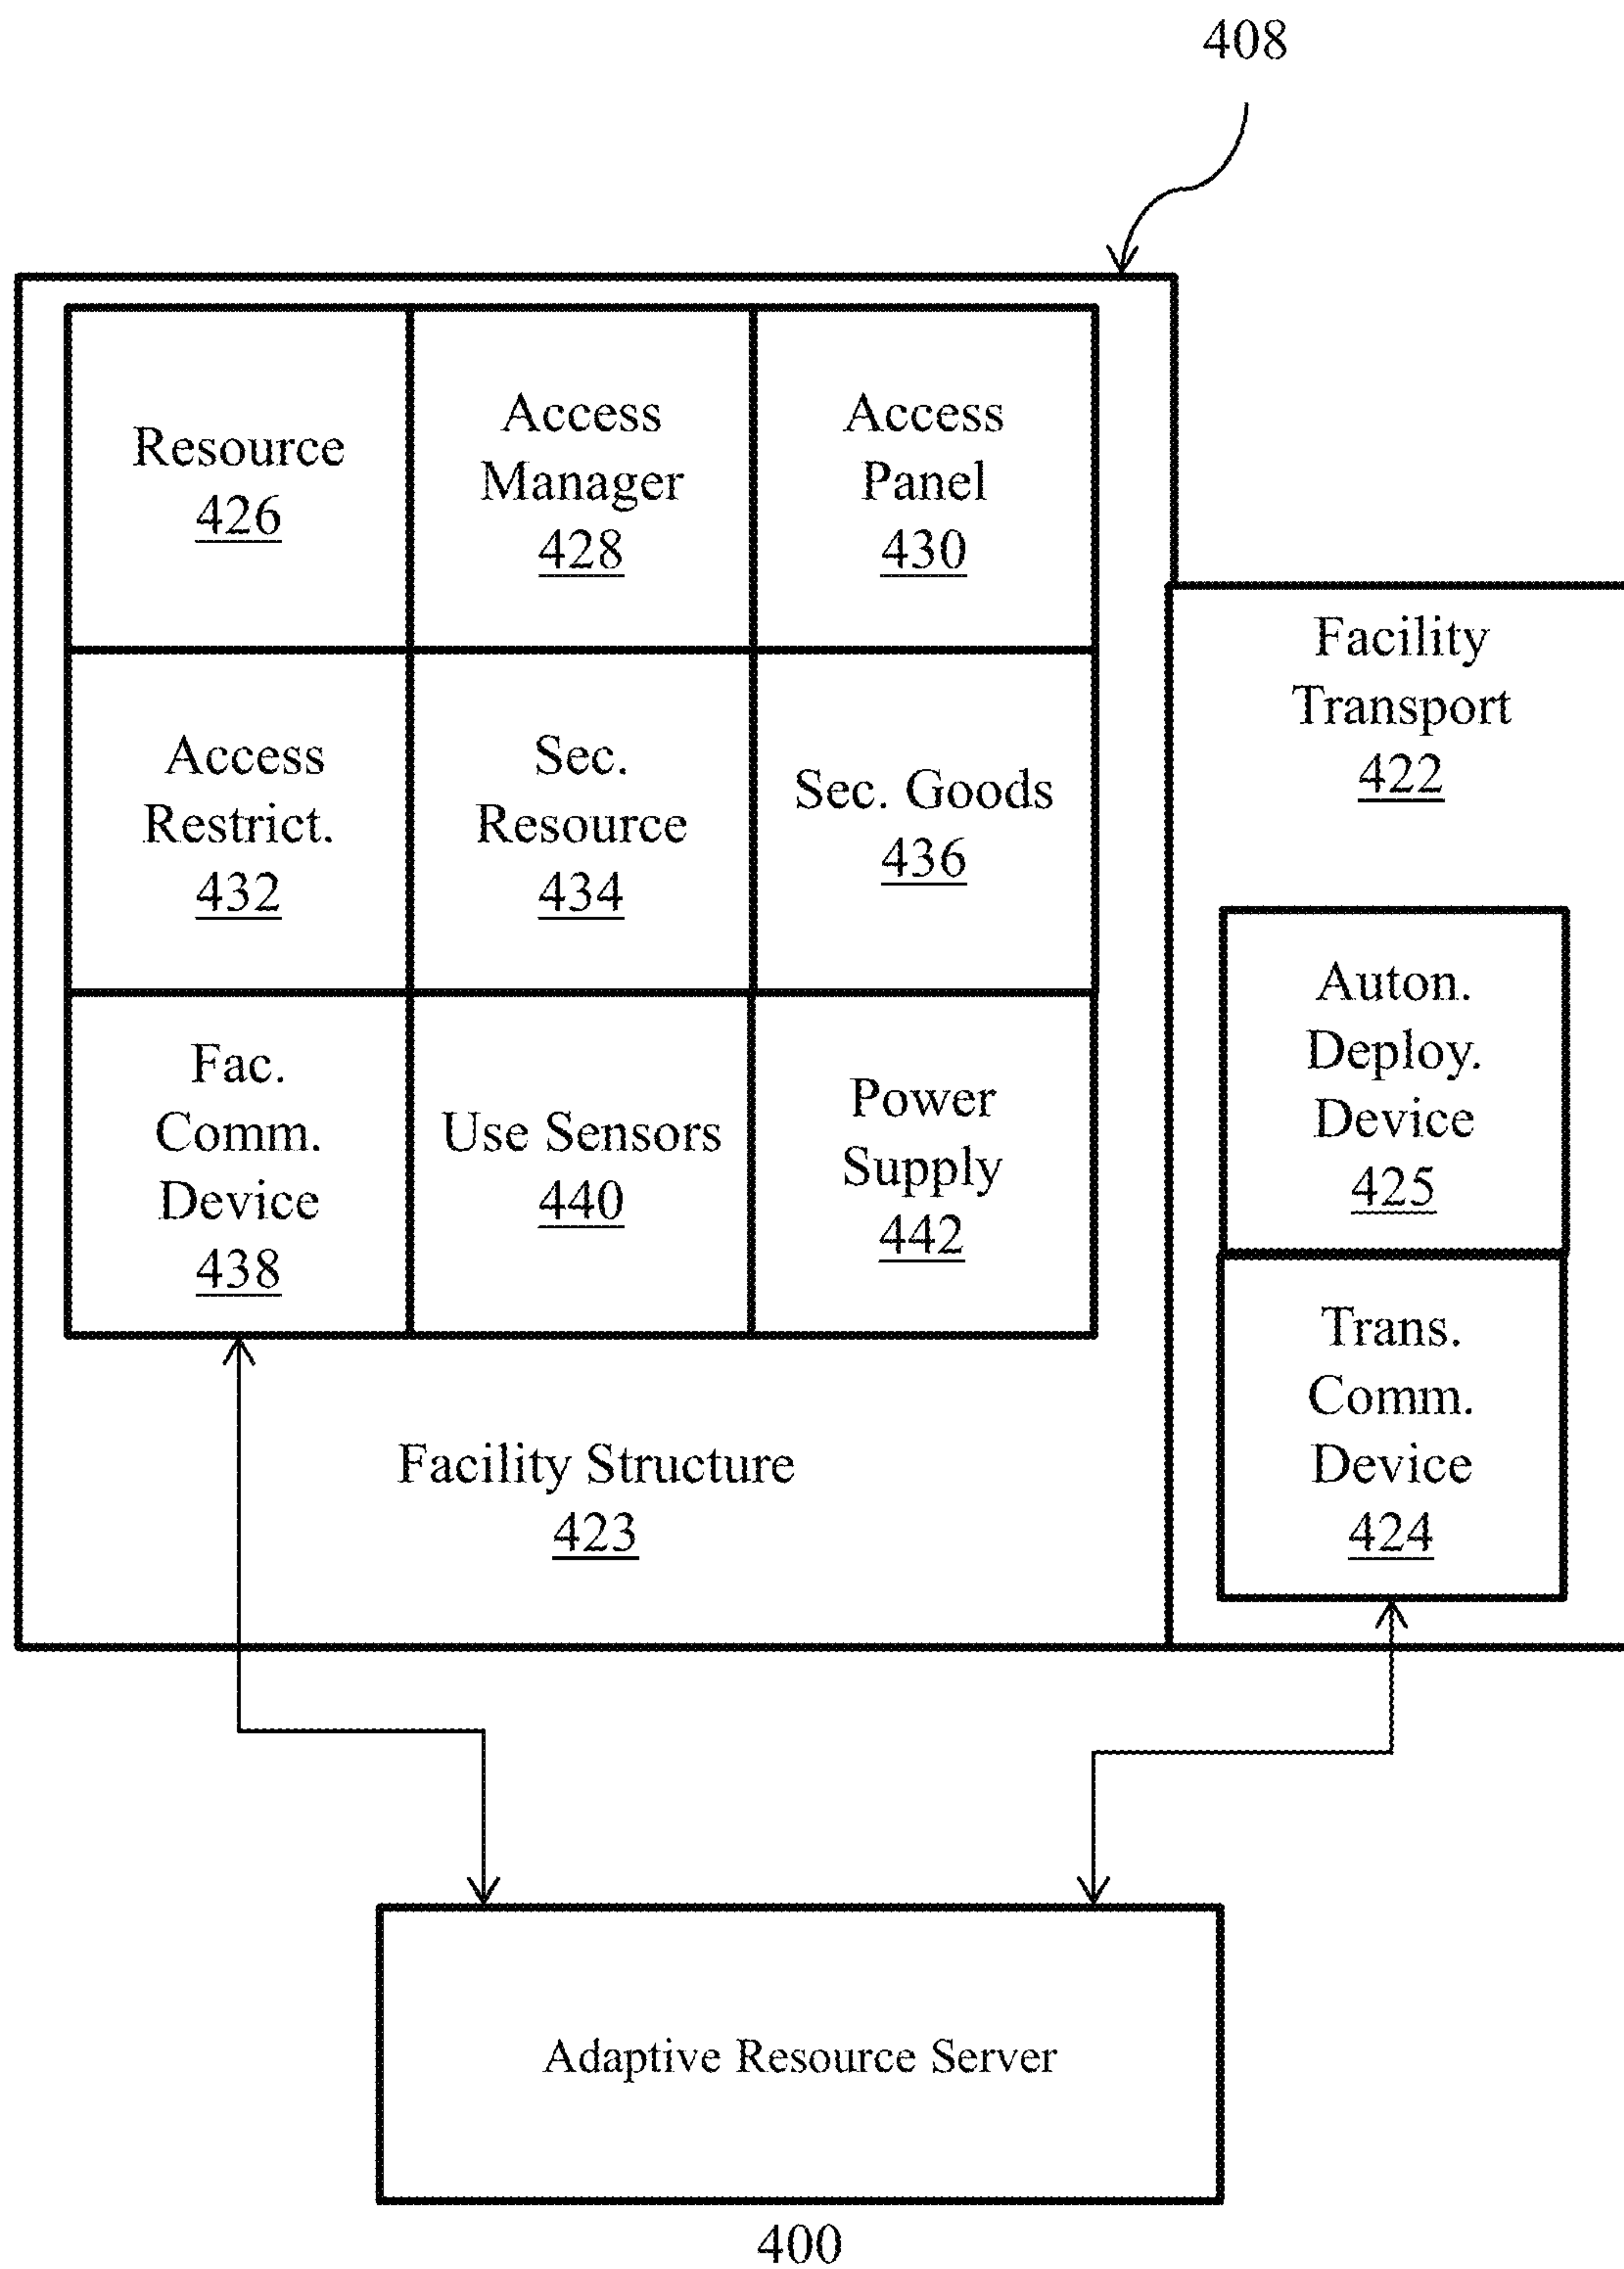 408
Resource
426
Access
Manager
428
Access
Panel
430
Access
Restrict.
432
Sec.
Resource
434
Sec. Goods
436
Fac.
Comm.
Device
438
Use Sensors
440
Power
Supply
442
Facility Structure
423
Facility
Transport
422
Auton.
Deploy.
Device
425
Trans.
Comm.
Device
424
Adaptive Resource Server
400